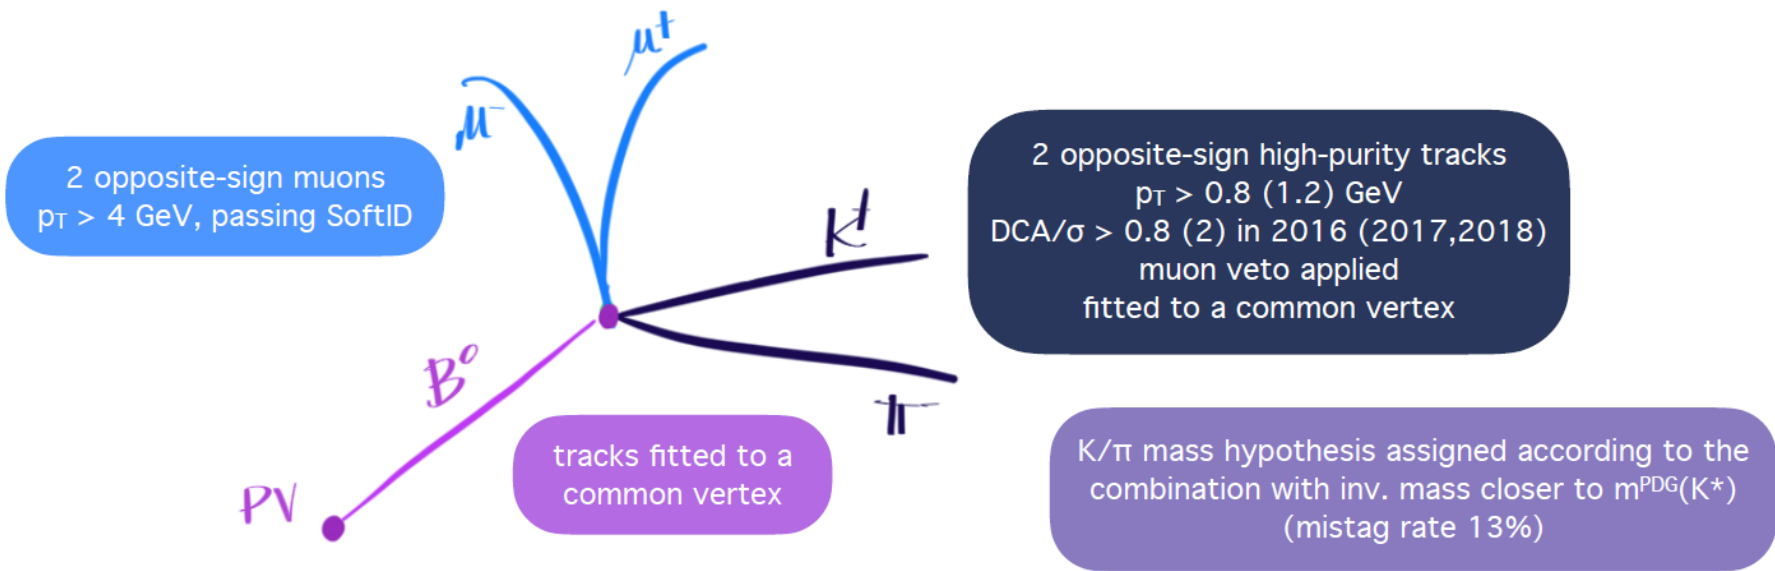 μ⁺
μ⁻
2 opposite-sign muons
pT > 4 GeV, passing SoftID
2 opposite-sign high-purity tracks
pT > 0.8 (1.2) GeV
DCA/σ > 0.8 (2) in 2016 (2017,2018)
muon veto applied
fitted to a common vertex
K⁺
B⁰
π⁻
tracks fitted to a
common vertex
PV
K/π mass hypothesis assigned according to the
combination with inv. mass closer to mᴾᴰᴳ(K*)
(mistag rate 13%)